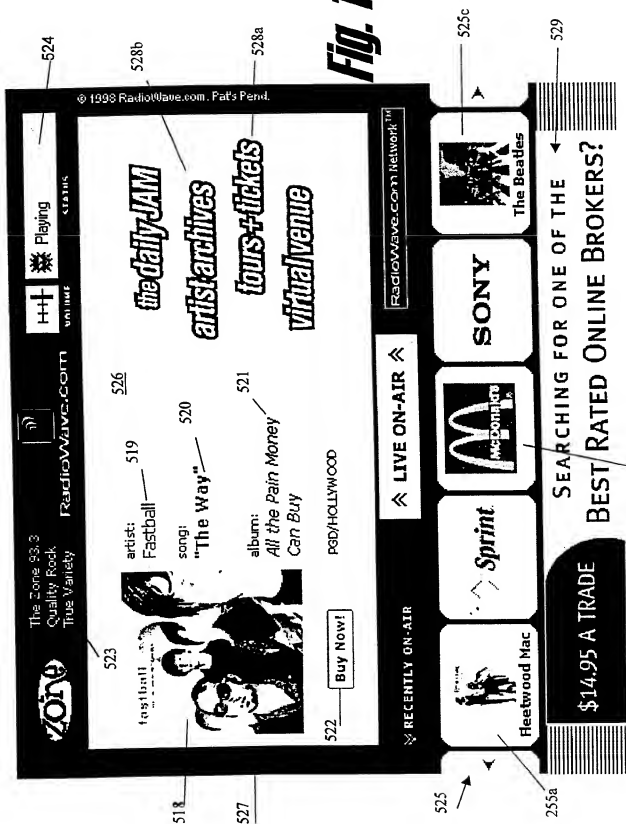 524
528b
528a
Fig.
525c
529
zone
The Zone 93.3
Quality Rock
True Variety
RadioWave.com
VOLUME
Playing
STATUS
© 1998 RadioWave.com. Pat's Pend.
523
fastball
518
527
artist:
Fastball
519
song:
"The Way"
520
album:
All the Pain Money
Can Buy
521
526
522
Buy Now!
PGD/HOLLYWOOD
the daily JAM
artist archives
tours + tickets
virtual venue
RECENTLY ON-AIR
LIVE ON-AIR
RadioWave.com Network™
525
255a
Fleetwood Mac
Sprint
McDonald's
SONY
The Beatles
$14.95 A TRADE
SEARCHING FOR ONE OF THE
BEST RATED ONLINE BROKERS?